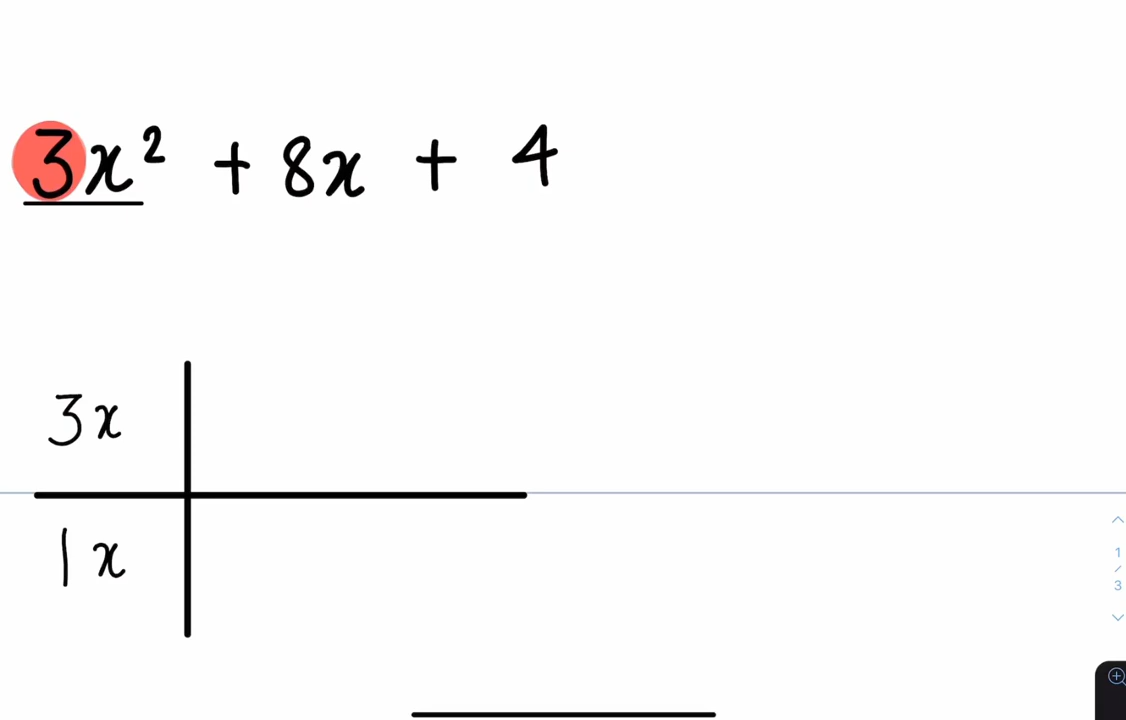 3x² + 8x + 4
3x
1x
1
/
3